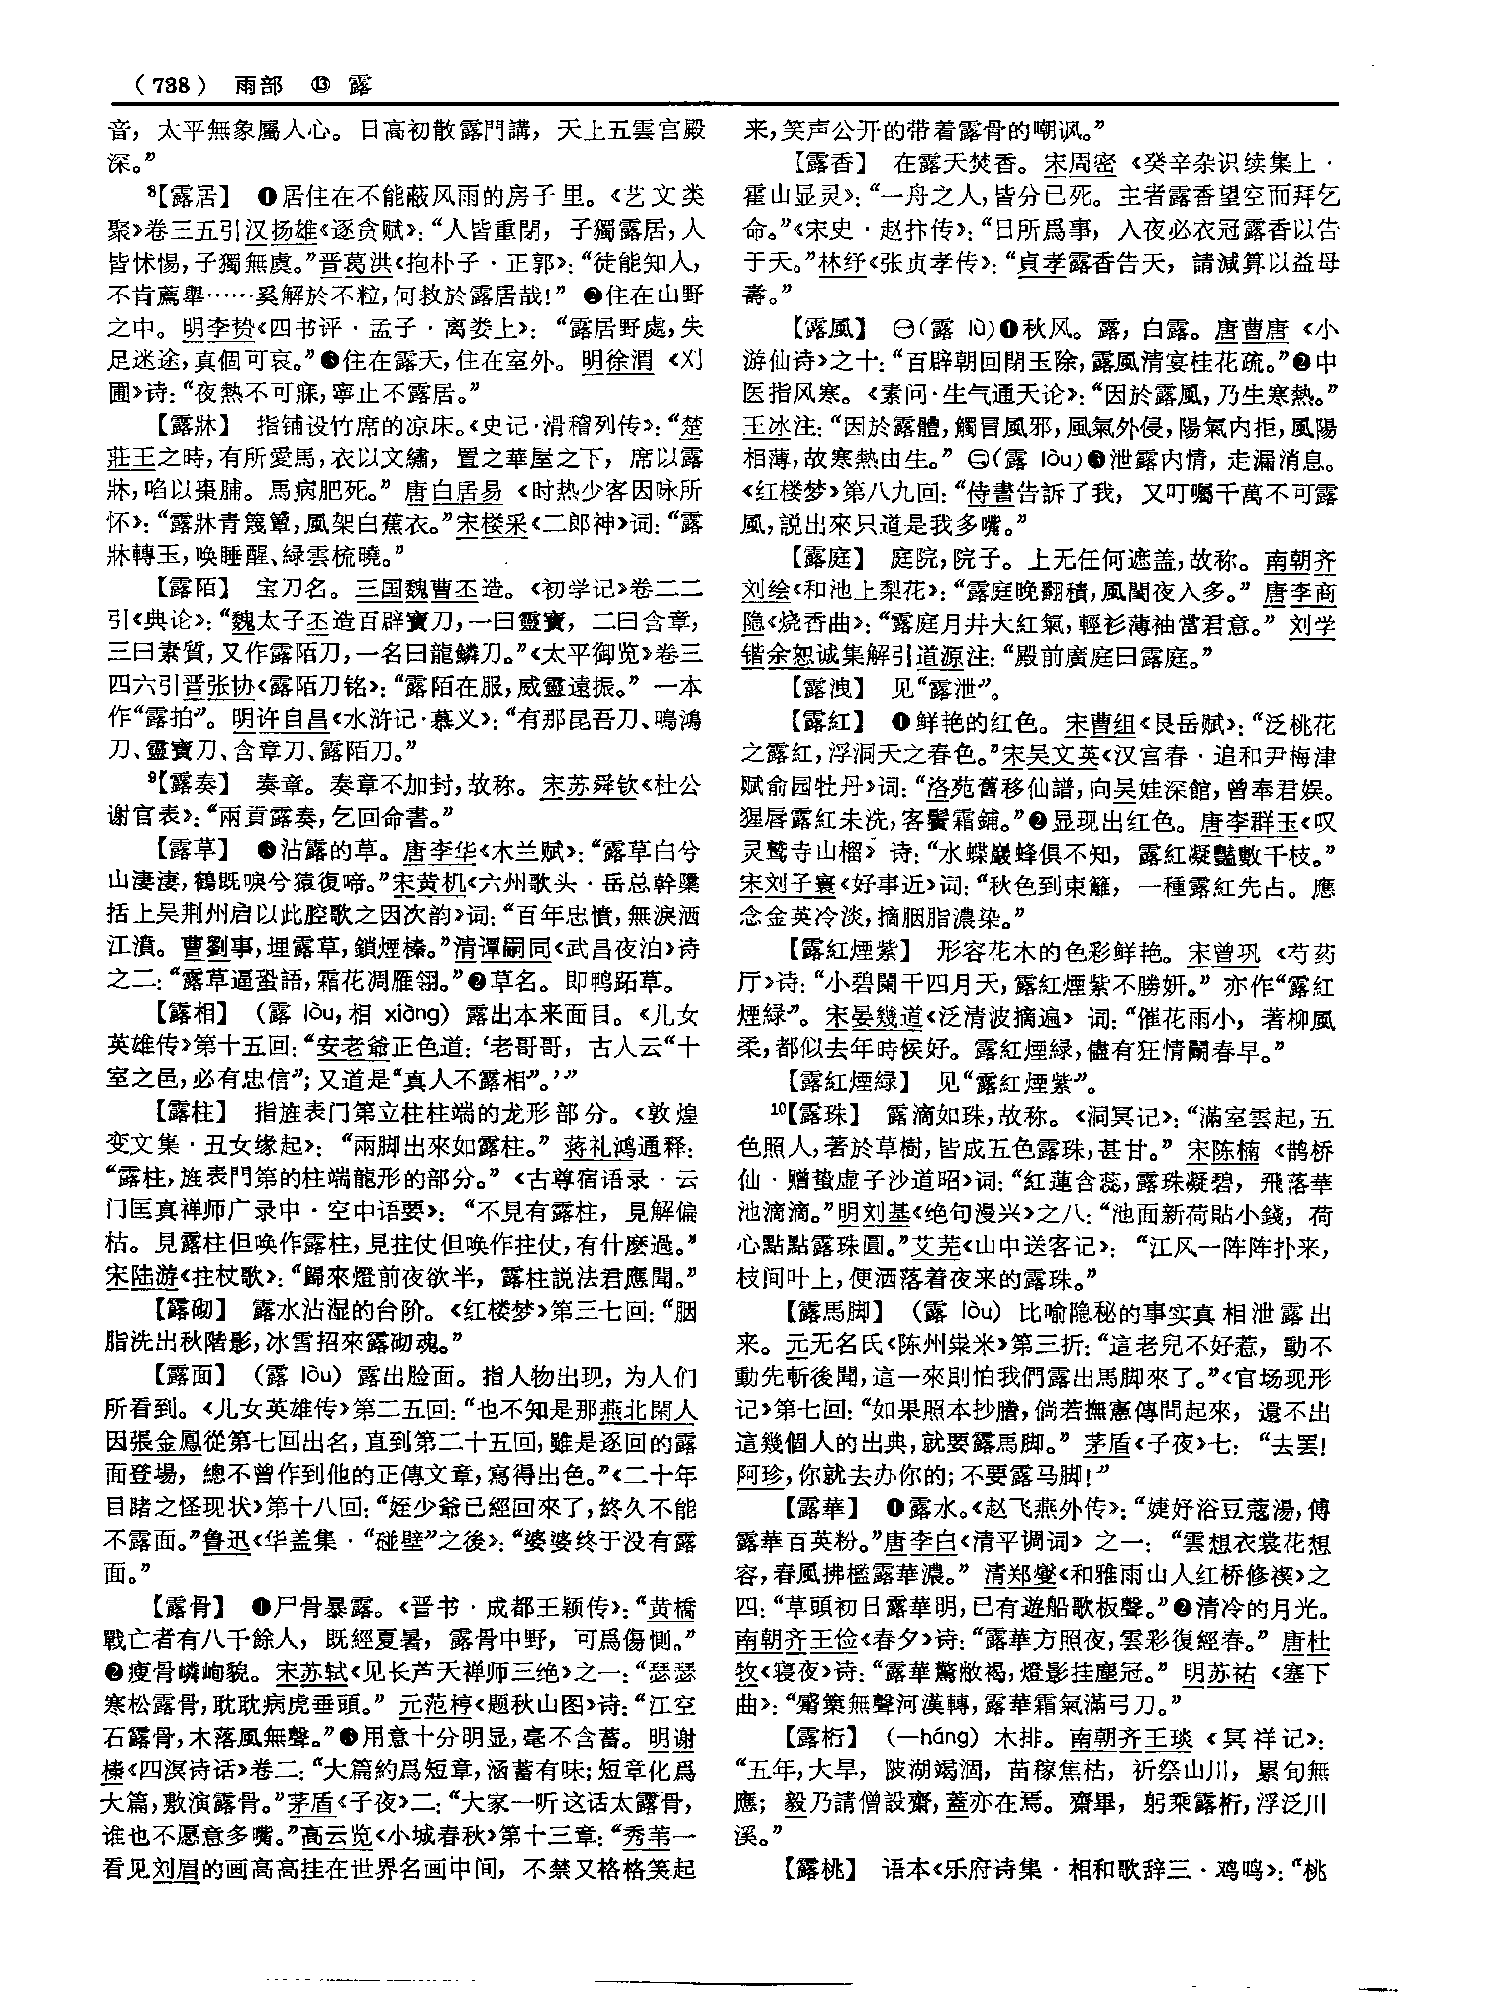 （738） 雨部 ⑬ 露
音，太平無象屬人心。日高初散露門講，天上五雲宫殿
深。”
⁸【露居】 ❶居住在不能蔽风雨的房子里。《艺文类
聚》卷三五引汉扬雄《逐贫赋》：“人皆重閉，子獨露居，人
皆怵惕，子獨無虞。”晋葛洪《抱朴子·正郭》：“徒能知人，
不肯薦舉……奚解於不粒，何救於露居哉！” ❷住在山野
之中。明李贽《四书评·孟子·离娄上》：“露居野處，失
足迷途，真個可哀。”❸住在露天，住在室外。明徐渭《刈
圃》诗：“夜熱不可寐，寧止不露居。”
【露牀】 指铺设竹席的凉床。《史记·滑稽列传》：“楚
莊王之時，有所愛馬，衣以文繡，置之華屋之下，席以露
牀，啗以棗脯。馬病肥死。”唐白居易《时热少客因咏所
怀》：“露牀青篾簟，風架白蕉衣。”宋楼采《二郎神》词：“露
牀轉玉，唤睡醒、緑雲梳曉。”
【露陌】 宝刀名。三国魏曹丕造。《初学记》卷二二
引《典论》：“魏太子丕造百辟寳刀，一曰靈寳，二曰含章，
三曰素質，又作露陌刀，一名曰龍鱗刀。”《太平御览》卷三
四六引晋张协《露陌刀铭》：“露陌在服，威靈遠振。”一本
作“露拍”。明许自昌《水浒记·慕义》：“有那昆吾刀、鳴鴻
刀、靈寳刀、含章刀、露陌刀。”
⁹【露奏】 奏章。奏章不加封，故称。宋苏舜钦《杜公
谢官表》：“兩貢露奏，乞回命書。”
【露草】 ❶沾露的草。唐李华《木兰赋》：“露草白兮
山淒淒，鶴既唳兮猿復啼。”宋黄机《六州歌头·岳总幹檃
括上吴荆州启以此腔歌之因次韵》词：“百年忠憤，無淚洒
江濆。曹劉事，埋露草，鎖煙榛。”清谭嗣同《武昌夜泊》诗
之二：“露草逼蛩語，霜花凋雁翎。”❷草名。即鸭跖草。
【露相】 （露 lòu，相 xiàng）露出本来面目。《儿女
英雄传》第十五回：“安老爺正色道：‘老哥哥，古人云“十
室之邑，必有忠信”；又道是“真人不露相”。’”
【露柱】 指旌表门第立柱柱端的龙形部分。《敦煌
变文集·丑女缘起》：“兩脚出來如露柱。”蒋礼鸿通释：
“露柱，旌表門第的柱端龍形的部分。”《古尊宿语录·云
门匡真禅师广录中·空中语要》：“不見有露柱，見解偏
枯。見露柱但唤作露柱，見拄仗但唤作拄仗，有什麽過。”
宋陆游《拄杖歌》：“歸來燈前夜欲半，露柱説法君應聞。”
【露砌】 露水沾湿的台阶。《红楼梦》第三七回：“胭
脂洗出秋階影，冰雪招來露砌魂。”
【露面】 （露 lòu）露出脸面。指人物出现，为人们
所看到。《儿女英雄传》第二五回：“也不知是那燕北閑人
因張金鳳從第七回出名，直到第二十五回，雖是逐回的露
面登場，總不曾作到他的正傳文章，寫得出色。”《二十年
目睹之怪现状》第十八回：“姪少爺已經回來了，終久不能
不露面。”鲁迅《华盖集·“碰壁”之後》：“婆婆终于没有露
面。”
【露骨】 ❶尸骨暴露。《晋书·成都王颖传》：“黄橋
戰亡者有八千餘人，既經夏暑，露骨中野，可爲傷惻。”
❷瘦骨嶙峋貌。宋苏轼《见长芦天禅师三绝》之一：“瑟瑟
寒松露骨，耽耽病虎垂頭。”元范梈《题秋山图》诗：“江空
石露骨，木落風無聲。”❸用意十分明显，毫不含蓄。明谢
榛《四溟诗话》卷二：“大篇約爲短章，涵蓄有味；短章化爲
大篇，敷演露骨。”茅盾《子夜》二：“大家一听这话太露骨，
谁也不愿意多嘴。”高云览《小城春秋》第十三章：“秀苇一
看见刘眉的画高高挂在世界名画中间，不禁又格格笑起
来，笑声公开的带着露骨的嘲讽。”
【露香】 在露天焚香。宋周密《癸辛杂识续集上·
霍山显灵》：“一舟之人，皆分已死。主者露香望空而拜乞
命。”《宋史·赵抃传》：“日所爲事，入夜必衣冠露香以告
于天。”林纾《张贞孝传》：“貞孝露香告天，請減算以益母
壽。”
【露風】 ㊀（露 lù）❶秋风。露，白露。唐曹唐《小
游仙诗》之十：“百辟朝回閉玉除，露風清宴桂花疏。”❷中
医指风寒。《素问·生气通天论》：“因於露風，乃生寒熱。”
王冰注：“因於露體，觸冒風邪，風氣外侵，陽氣内拒，風陽
相薄，故寒熱由生。” ㊁（露 lòu）❸泄露内情，走漏消息。
《红楼梦》第八九回：“侍書告訴了我，又叮囑千萬不可露
風，説出來只道是我多嘴。”
【露庭】 庭院，院子。上无任何遮盖，故称。南朝齐
刘绘《和池上梨花》：“露庭晚翻積，風閨夜入多。”唐李商
隐《烧香曲》：“露庭月井大紅氣，輕衫薄袖當君意。”刘学
锴余恕诚集解引道源注：“殿前廣庭曰露庭。”
【露洩】 见“露泄”。
【露紅】 ❶鲜艳的红色。宋曹组《艮岳赋》：“泛桃花
之露紅，浮洞天之春色。”宋吴文英《汉宫春·追和尹梅津
赋俞园牡丹》词：“洛苑舊移仙譜，向吴娃深館，曾奉君娱。
猩唇露紅未洗，客鬢霜鋪。”❷显现出红色。唐李群玉《叹
灵鹫寺山榴》诗：“水蝶巖蜂俱不知，露紅凝豔數千枝。”
宋刘子寰《好事近》词：“秋色到東籬，一種露紅先占。應
念金英冷淡，摘胭脂濃染。”
【露紅煙紫】 形容花木的色彩鲜艳。宋曾巩《芍药
厅》诗：“小碧闌干四月天，露紅煙紫不勝妍。”亦作“露紅
煙緑”。宋晏幾道《泛清波摘遍》词：“催花雨小，著柳風
柔，都似去年時候好。露紅煙緑，儘有狂情鬭春早。”
【露紅煙緑】 见“露紅煙紫”。
¹⁰【露珠】 露滴如珠，故称。《洞冥记》：“滿室雲起，五
色照人，著於草樹，皆成五色露珠，甚甘。”宋陈楠《鹊桥
仙·赠蛰虚子沙道昭》词：“紅蓮含蕊，露珠凝碧，飛落華
池滴滴。”明刘基《绝句漫兴》之八：“池面新荷貼小錢，荷
心點點露珠圓。”艾芜《山中送客记》：“江风一阵阵扑来，
枝间叶上，便洒落着夜来的露珠。”
【露馬脚】 （露 lòu）比喻隐秘的事实真相泄露出
来。元无名氏《陈州粜米》第三折：“這老兒不好惹，動不
動先斬後聞，這一來則怕我們露出馬脚來了。”《官场现形
记》第七回：“如果照本抄謄，倘若撫憲傳問起來，還不出
這幾個人的出典，就要露馬脚。”茅盾《子夜》七：“去罢！
阿珍，你就去办你的；不要露马脚！”
【露華】 ❶露水。《赵飞燕外传》：“婕妤浴豆蔻湯，傅
露華百英粉。”唐李白《清平调词》之一：“雲想衣裳花想
容，春風拂檻露華濃。”清郑燮《和雅雨山人红桥修禊》之
四：“草頭初日露華明，已有遊船歌板聲。”❷清冷的月光。
南朝齐王俭《春夕》诗：“露華方照夜，雲彩復經春。”唐杜
牧《寝夜》诗：“露華驚敝褐，燈影挂塵冠。”明苏祐《塞下
曲》：“觱篥無聲河漢轉，露華霜氣滿弓刀。”
【露桁】 （—háng）木排。南朝齐王琰《冥祥记》：
“五年，大旱，陂湖竭涸，苗稼焦枯，祈祭山川，累旬無
應；毅乃請僧設齋，蓋亦在焉。齋畢，躬乘露桁，浮泛川
溪。”
【露桃】 语本《乐府诗集·相和歌辞三·鸡鸣》：“桃